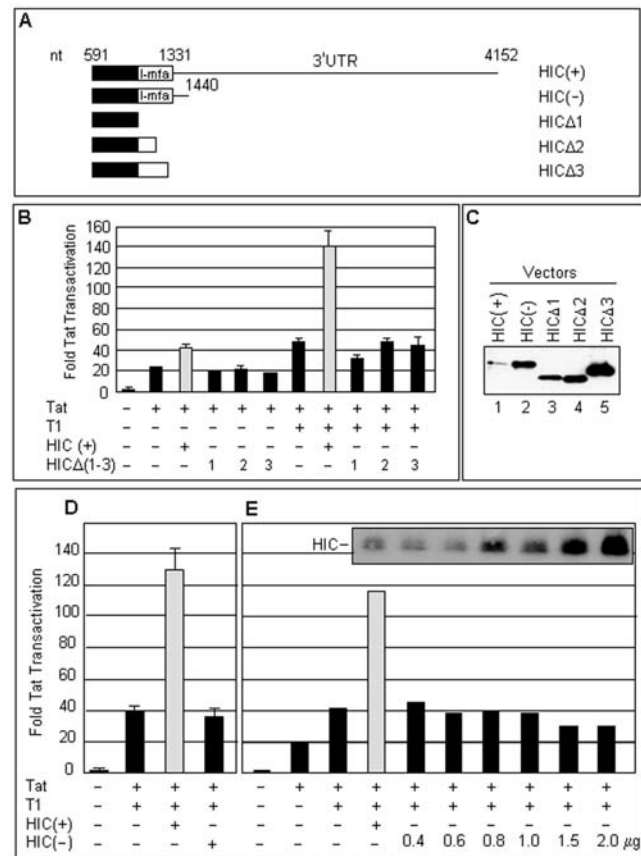 A
nt 591 1331 3'UTR 4152
I-mfa HIC(+)
I-mfa 1440 HIC(−)
HICΔ1
HICΔ2
HICΔ3
B
Fold Tat Transactivation
160
140
120
100
80
60
40
20
0
Tat − + + + + + + + + + +
T1 − − − − − − + + + + +
HIC (+) − − + − − − − + − − −
HICΔ(1-3) − − − 1 2 3 − − 1 2 3
C
Vectors
HIC(+) HIC(-) HICΔ1 HICΔ2 HICΔ3
1 2 3 4 5
D
Fold Tat Transactivation
140
120
100
80
60
40
20
0
E
HIC−
Tat − + + + − + + + + + + + + +
T1 − + + + − − + + + + + + + +
HIC(+) − − + − − − − + − − − − − −
HIC(−) − − − + − − − − 0.4 0.6 0.8 1.0 1.5 2.0 µg